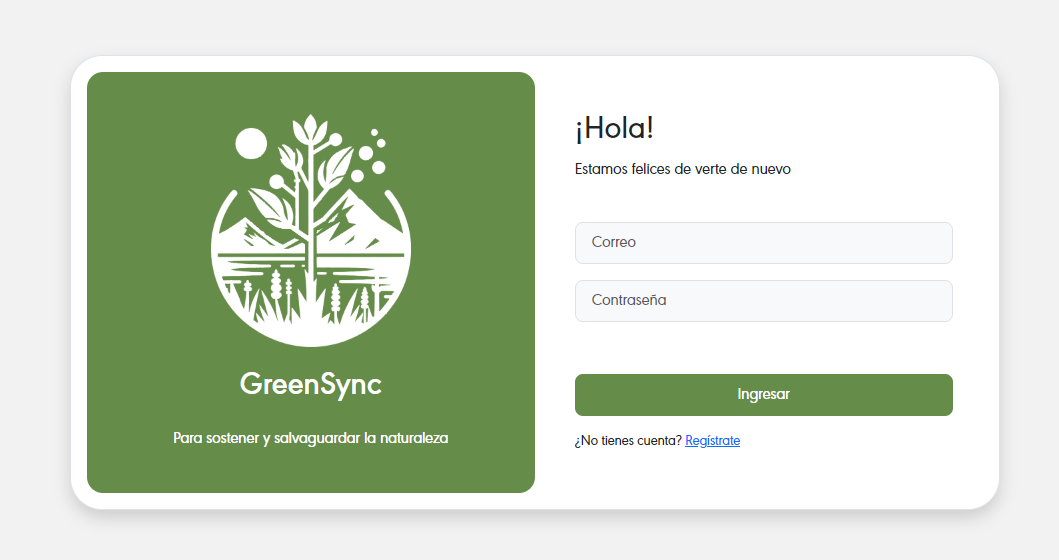 GreenSync
Para sostener y salvaguardar la naturaleza
¡Hola!
Estamos felices de verte de nuevo
Correo
Contraseña
Ingresar
¿No tienes cuenta? Regístrate